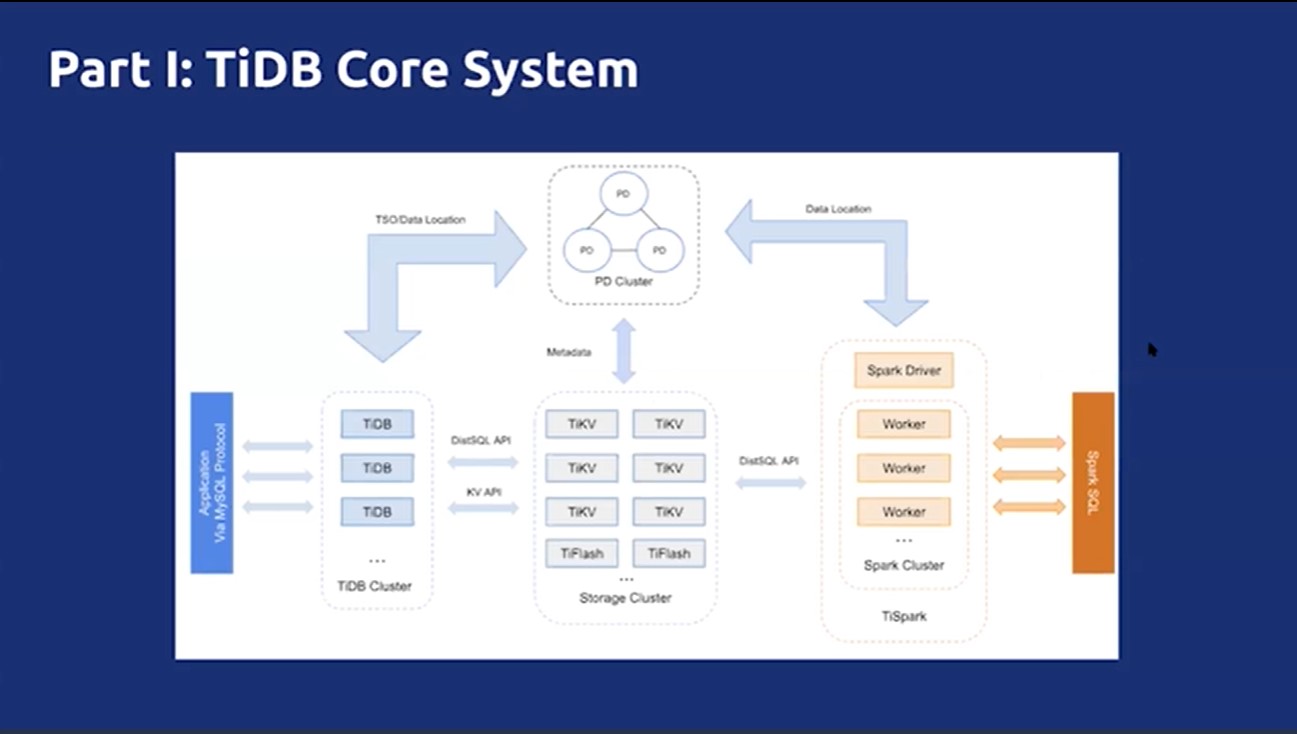 Part I: TiDB Core System
PD
PD
PD
PD Cluster
TSO/Data Location
Data Location
Metadata
Application
Via MySQL Protocol
TiDB
TiDB
TiDB
...
TiDB Cluster
DistSQL API
KV API
TiKV
TiKV
TiKV
TiKV
TiKV
TiKV
TiFlash
TiFlash
...
Storage Cluster
DistSQL API
Spark Driver
Worker
Worker
Worker
...
Spark Cluster
TiSpark
Spark SQL